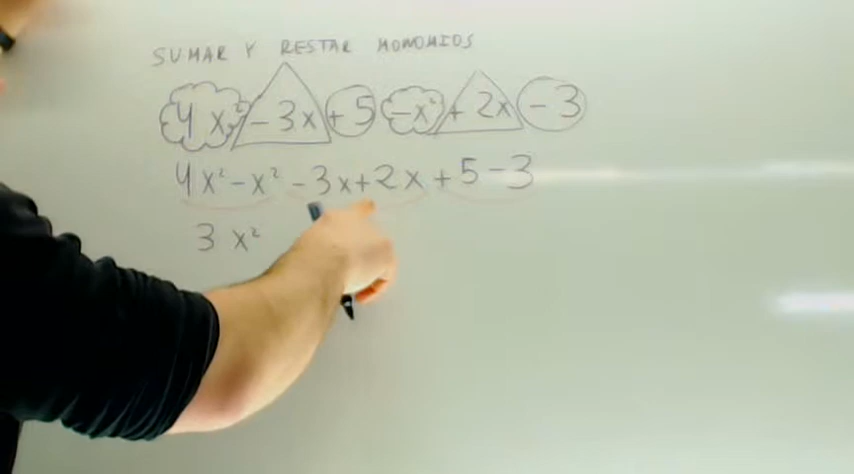 SUMAR Y RESTAR MONOMIOS
4x² - 3x + 5 - x² + 2x - 3
4x² - x² - 3x + 2x + 5 - 3
3x²